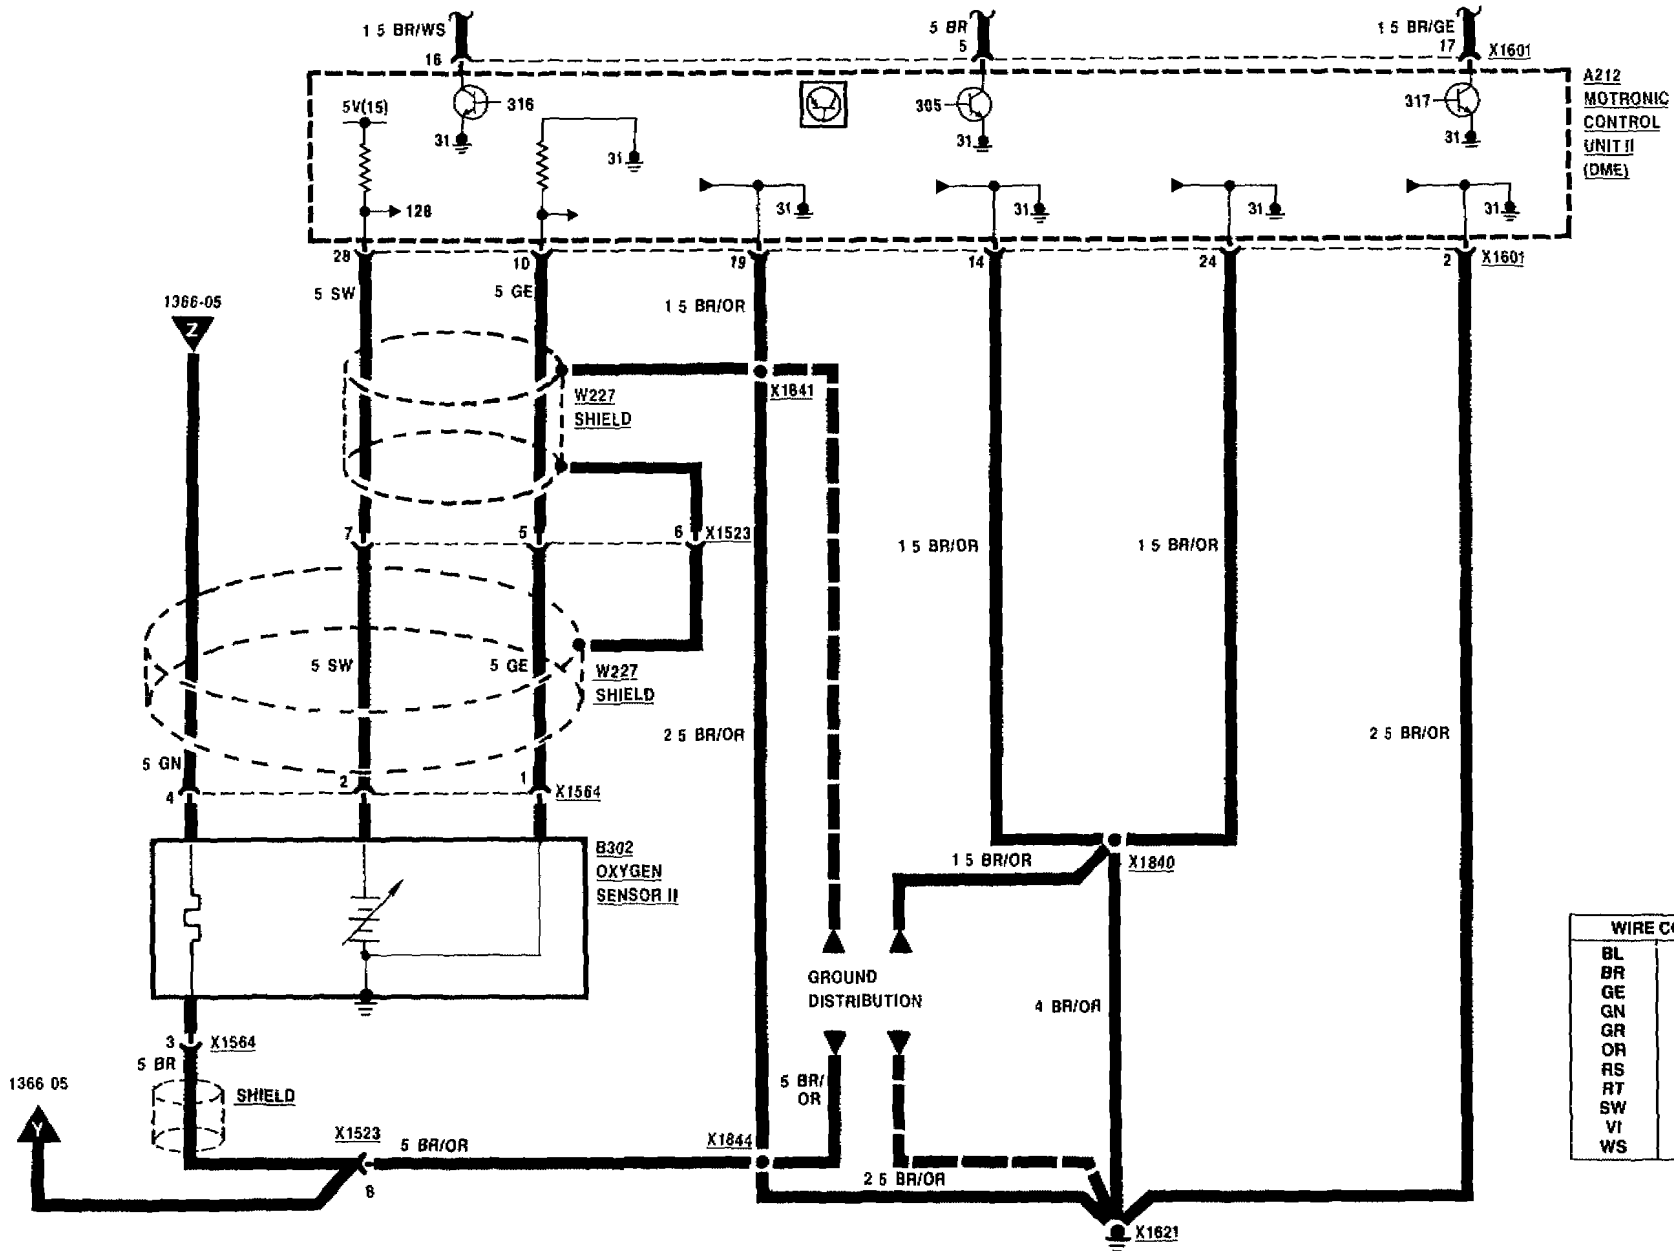 1 5 BR/WS
5 BR
1 5 BR/GE
16
5
17
X1601
A212
MOTRONIC
CONTROL
UNIT II
(DME)
5V(15)
316
305
317
31
31
31
31
128
31
31
31
31
28
10
19
14
24
2
X1601
5 SW
5 GE
1 5 BR/OR
1366-05
Z
X1841
W227
SHIELD
7
5
6
X1523
1 5 BR/OR
1 5 BR/OR
5 SW
5 GE
W227
SHIELD
2 5 BR/OR
2 5 BR/OR
5 GN
4
2
1
X1564
B302
OXYGEN
SENSOR II
1 5 BR/OR
X1840
WIRE CO
BL
BR
GE
GN
GR
OR
RS
RT
SW
VI
WS
GROUND
DISTRIBUTION
4 BR/OR
3
X1564
5 BR
1366 05
Y
SHIELD
5 BR/
OR
X1523
5 BR/OR
X1844
8
2 5 BR/OR
X1621